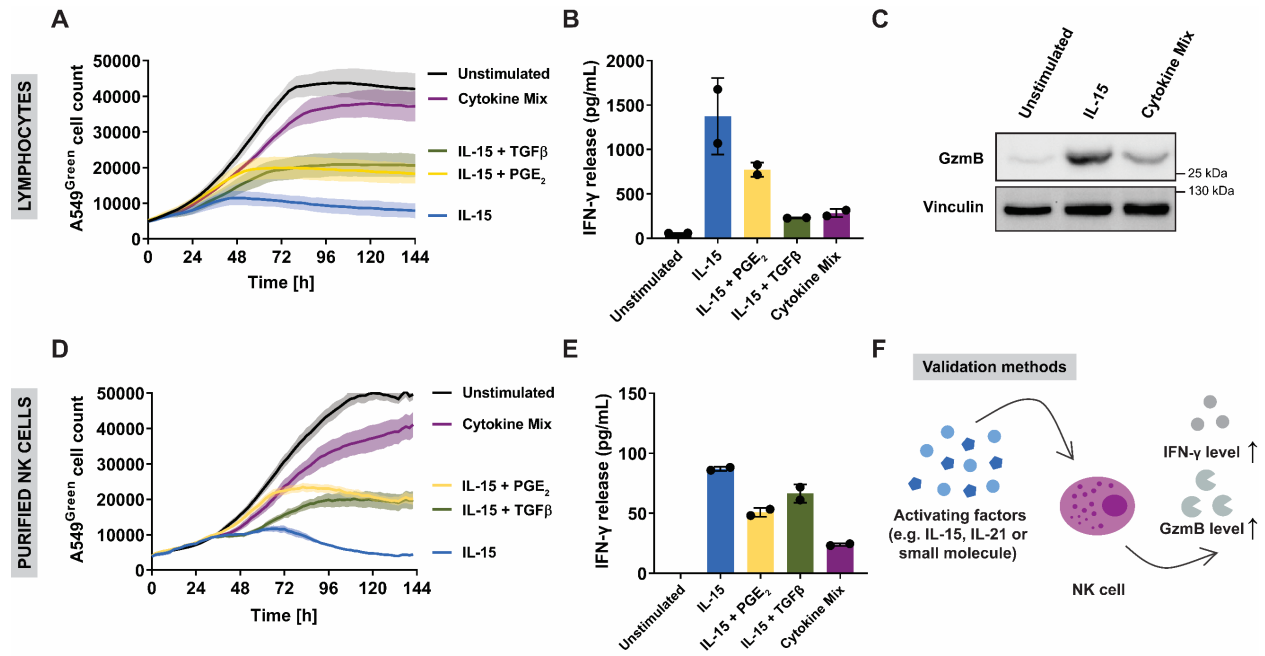 A
LYMPHOCYTES
A549Green cell count
50000
40000
30000
20000
10000
0
0 24 48 72 96 120 144
Time [h]
Unstimulated
Cytokine Mix
IL-15 + TGFβ
IL-15 + PGE2
IL-15
B
IFN-γ release (pg/mL)
2000
1500
1000
500
0
Unstimulated
IL-15
IL-15 + PGE2
IL-15 + TGFβ
Cytokine Mix
C
Unstimulated
IL-15
Cytokine Mix
GzmB
25 kDa
130 kDa
Vinculin
D
PURIFIED NK CELLS
A549Green cell count
50000
40000
30000
20000
10000
0
0 24 48 72 96 120 144
Time [h]
Unstimulated
Cytokine Mix
IL-15 + PGE2
IL-15 + TGFβ
IL-15
E
IFN-γ release (pg/mL)
150
100
50
0
Unstimulated
IL-15
IL-15 + PGE2
IL-15 + TGFβ
Cytokine Mix
F
Validation methods
Activating factors
(e.g. IL-15, IL-21 or
small molecule)
NK cell
IFN-γ level ↑
GzmB level ↑